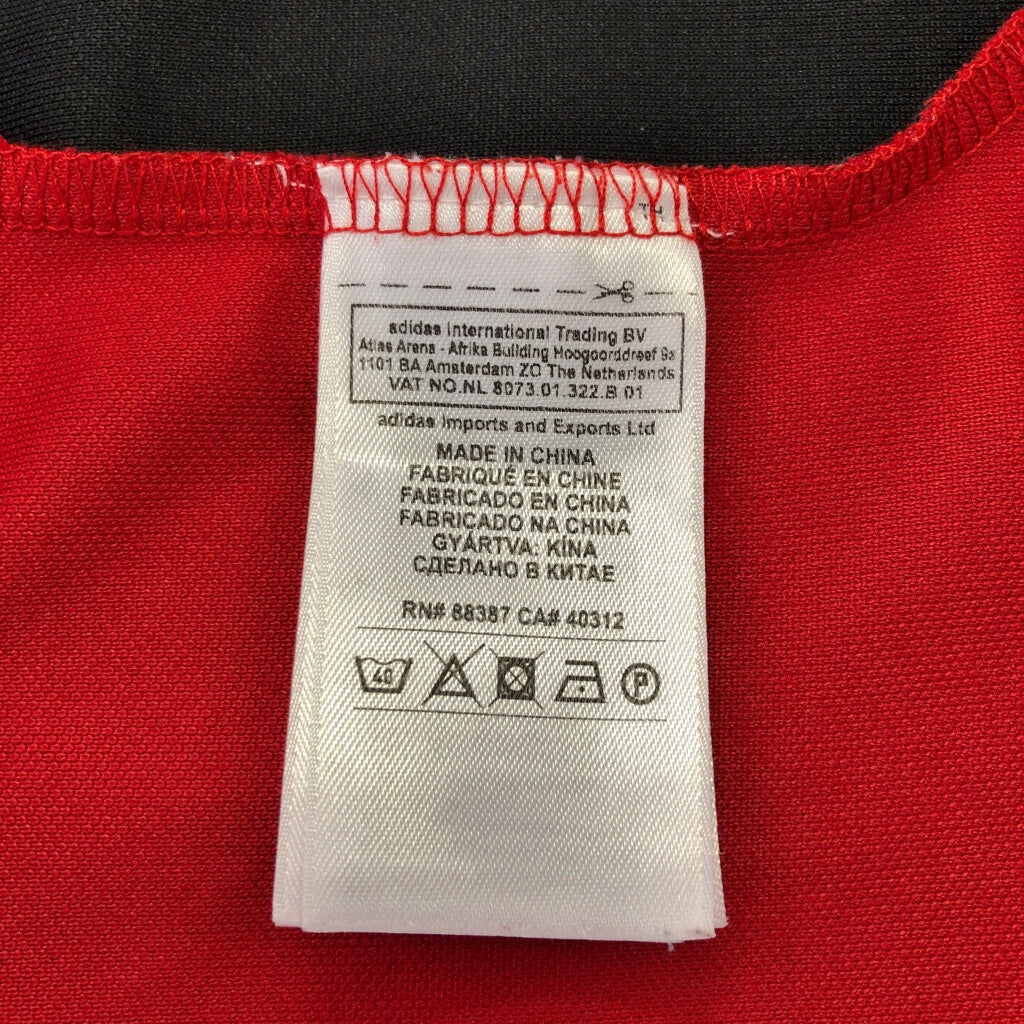 adidas International Trading BV
Atlas Arena - Afrika Building Hoogoorddreef 9a
1101 BA Amsterdam ZO The Netherlands
VAT NO.NL 8073.01.322.B 01
adidas Imports and Exports Ltd
MADE IN CHINA
FABRIQUÉ EN CHINE
FABRICADO EN CHINA
FABRICADO NA CHINA
GYÁRTVA: KÍNA
СДЕЛАНО В КИТАЕ
RN# 88387 CA# 40312
40
P